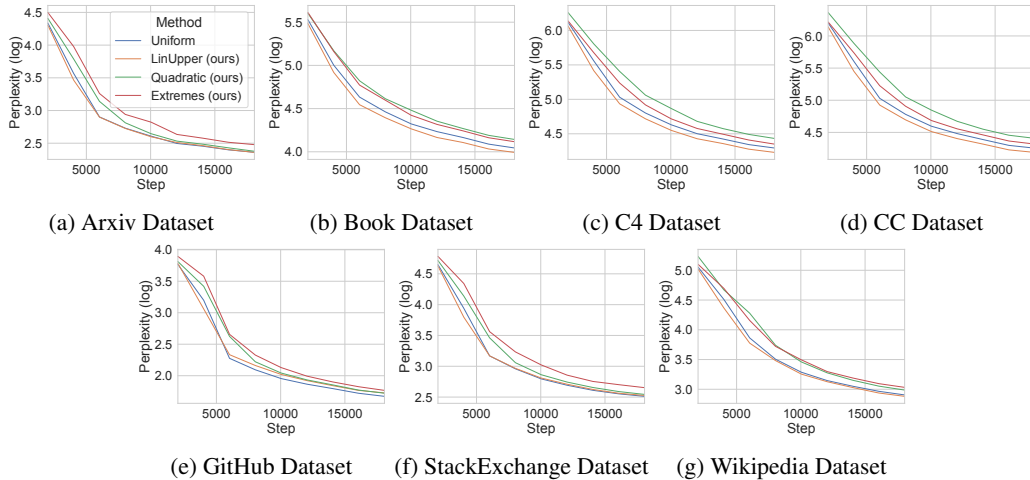 Perplexity (log)
4.5
4.0
3.5
3.0
2.5
5000
10000
15000
Step
Method
Uniform
LinUpper (ours)
Quadratic (ours)
Extremes (ours)
(a) Arxiv Dataset
Perplexity (log)
5.5
5.0
4.5
4.0
5000
10000
15000
Step
(b) Book Dataset
Perplexity (log)
6.0
5.5
5.0
4.5
5000
10000
15000
Step
(c) C4 Dataset
Perplexity (log)
6.0
5.5
5.0
4.5
5000
10000
15000
Step
(d) CC Dataset
Perplexity (log)
4.0
3.5
3.0
2.5
2.0
5000
10000
15000
Step
(e) GitHub Dataset
Perplexity (log)
4.5
4.0
3.5
3.0
2.5
5000
10000
15000
Step
(f) StackExchange Dataset
Perplexity (log)
5.0
4.5
4.0
3.5
3.0
5000
10000
15000
Step
(g) Wikipedia Dataset